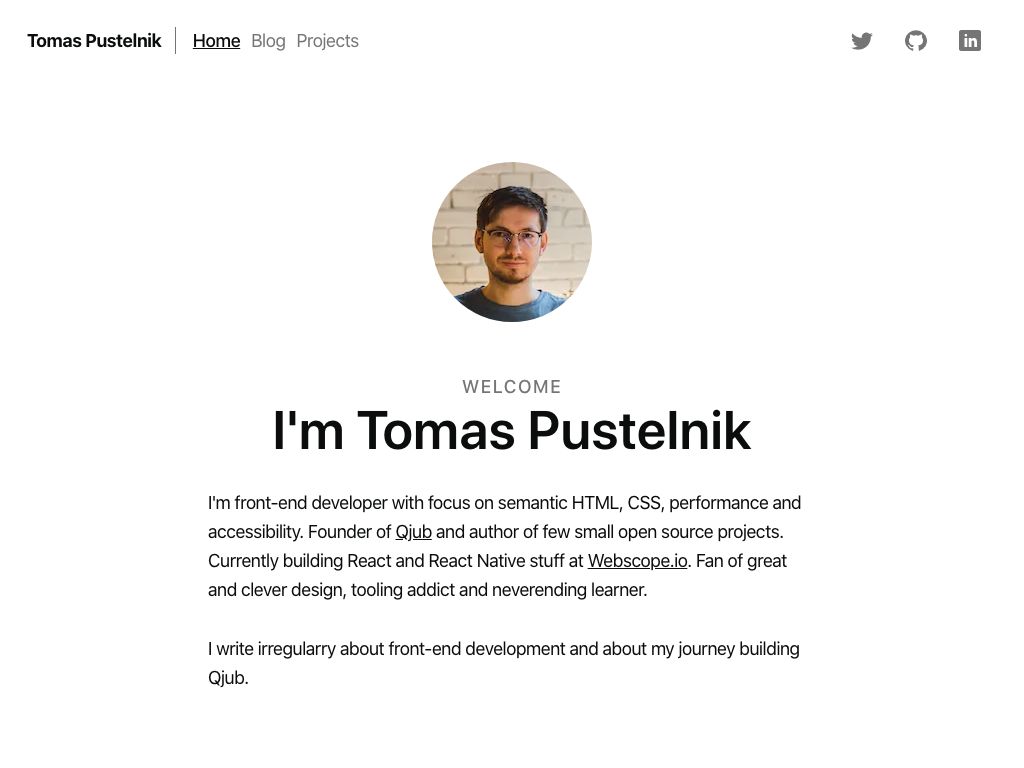 Tomas Pustelnik Home Blog Projects
WELCOME
I'm Tomas Pustelnik
I'm front-end developer with focus on semantic HTML, CSS, performance and
accessibility. Founder of Qjub and author of few small open source projects.
Currently building React and React Native stuff at Webscope.io. Fan of great
and clever design, tooling addict and neverending learner.
I write irregularry about front-end development and about my journey building
Qjub.